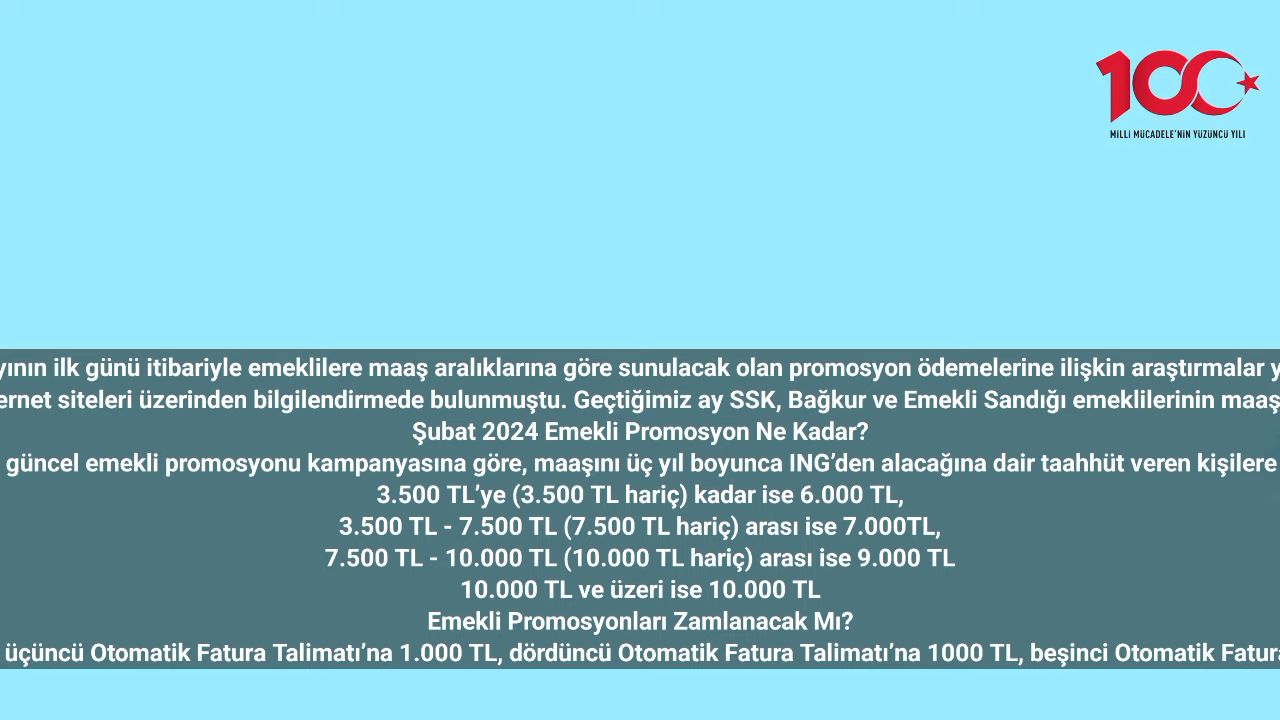 100
MİLLİ MÜCADELE'NİN YÜZÜNCÜ YILI
ilk günü itibariyle emeklilere maaş aralıklarına göre sunulacak olan promosyon ödemelerine ilişkin araştırmalar
siteleri üzerinden bilgilendirmede bulunmuştu. Geçtiğimiz ay SSK, Bağkur ve Emekli Sandığı emeklilerinin maaş
Şubat 2024 Emekli Promosyon Ne Kadar?
güncel emekli promosyonu kampanyasına göre, maaşını üç yıl boyunca ING’den alacağına dair taahhüt veren kişilere
3.500 TL’ye (3.500 TL hariç) kadar ise 6.000 TL,
3.500 TL - 7.500 TL (7.500 TL hariç) arası ise 7.000TL,
7.500 TL - 10.000 TL (10.000 TL hariç) arası ise 9.000 TL
10.000 TL ve üzeri ise 10.000 TL
Emekli Promosyonları Zamlanacak Mı?
üçüncü Otomatik Fatura Talimatı’na 1.000 TL, dördüncü Otomatik Fatura Talimatı’na 1000 TL, beşinci Otomatik